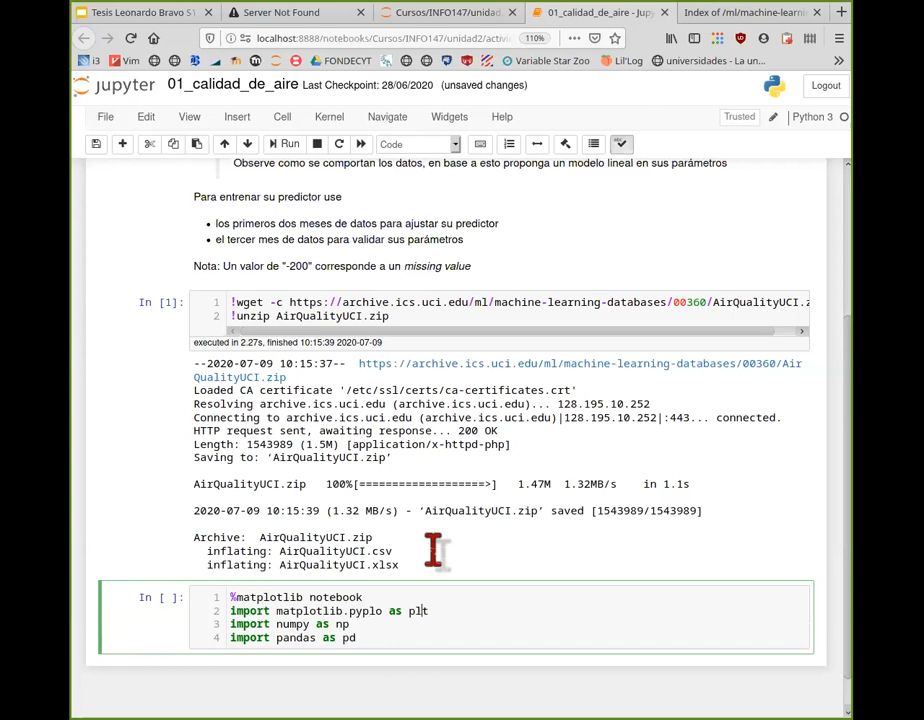 Tesis Leonardo Bravo S
Server Not Found
Cursos/INFO147/unidad
01_calidad_de_aire - Jupy
Index of /ml/machine-learni
localhost:8888/notebooks/Cursos/INFO147/unidad2/activi
110%
i3
Vim
FONDECYT
Variable Star Zoo
Lil'Log
universidades - La un...
jupyter
01_calidad_de_aire Last Checkpoint: 28/06/2020 (unsaved changes)
Logout
File Edit View Insert Cell Kernel Navigate Widgets Help
Trusted
Python 3
Run
Code
Observe como se comportan los datos, en base a esto proponga un modelo lineal en sus parámetros
Para entrenar su predictor use
• los primeros dos meses de datos para ajustar su predictor
• el tercer mes de datos para validar sus parámetros
Nota: Un valor de "-200" corresponde a un missing value
In [1]:
1 !wget -c https://archive.ics.uci.edu/ml/machine-learning-databases/00360/AirQualityUCI.z
2 !unzip AirQualityUCI.zip
executed in 2.27s, finished 10:15:39 2020-07-09
--2020-07-09 10:15:37-- https://archive.ics.uci.edu/ml/machine-learning-databases/00360/Air
QualityUCI.zip
Loaded CA certificate '/etc/ssl/certs/ca-certificates.crt'
Resolving archive.ics.uci.edu (archive.ics.uci.edu)... 128.195.10.252
Connecting to archive.ics.uci.edu (archive.ics.uci.edu)|128.195.10.252|:443... connected.
HTTP request sent, awaiting response... 200 OK
Length: 1543989 (1.5M) [application/x-httpd-php]
Saving to: ‘AirQualityUCI.zip’
AirQualityUCI.zip 100%[===================>] 1.47M 1.32MB/s in 1.1s
2020-07-09 10:15:39 (1.32 MB/s) - ‘AirQualityUCI.zip’ saved [1543989/1543989]
Archive: AirQualityUCI.zip
inflating: AirQualityUCI.csv
inflating: AirQualityUCI.xlsx
In [ ]:
1 %matplotlib notebook
2 import matplotlib.pyplo as plt
3 import numpy as np
4 import pandas as pd